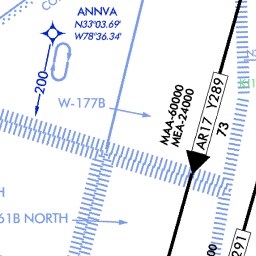 ANNVA
N33°03.69'
W78°36.34'
200
W-177B
MAA-60000
MEA-24000
AR17 Y289
73
61B NORTH
291